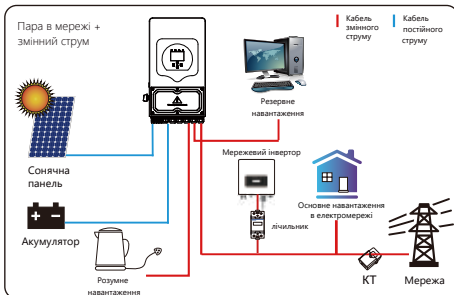 Пара в мережі +
змінний струм
Кабель
змінного
струму
Кабель
постійного
струму
Резервне
навантаження
Сонячна
панель
Мережевий інвертор
лічильник
Основне навантаження
в електромережі
Акумулятор
Розумне
навантаження
КТ
Мережа